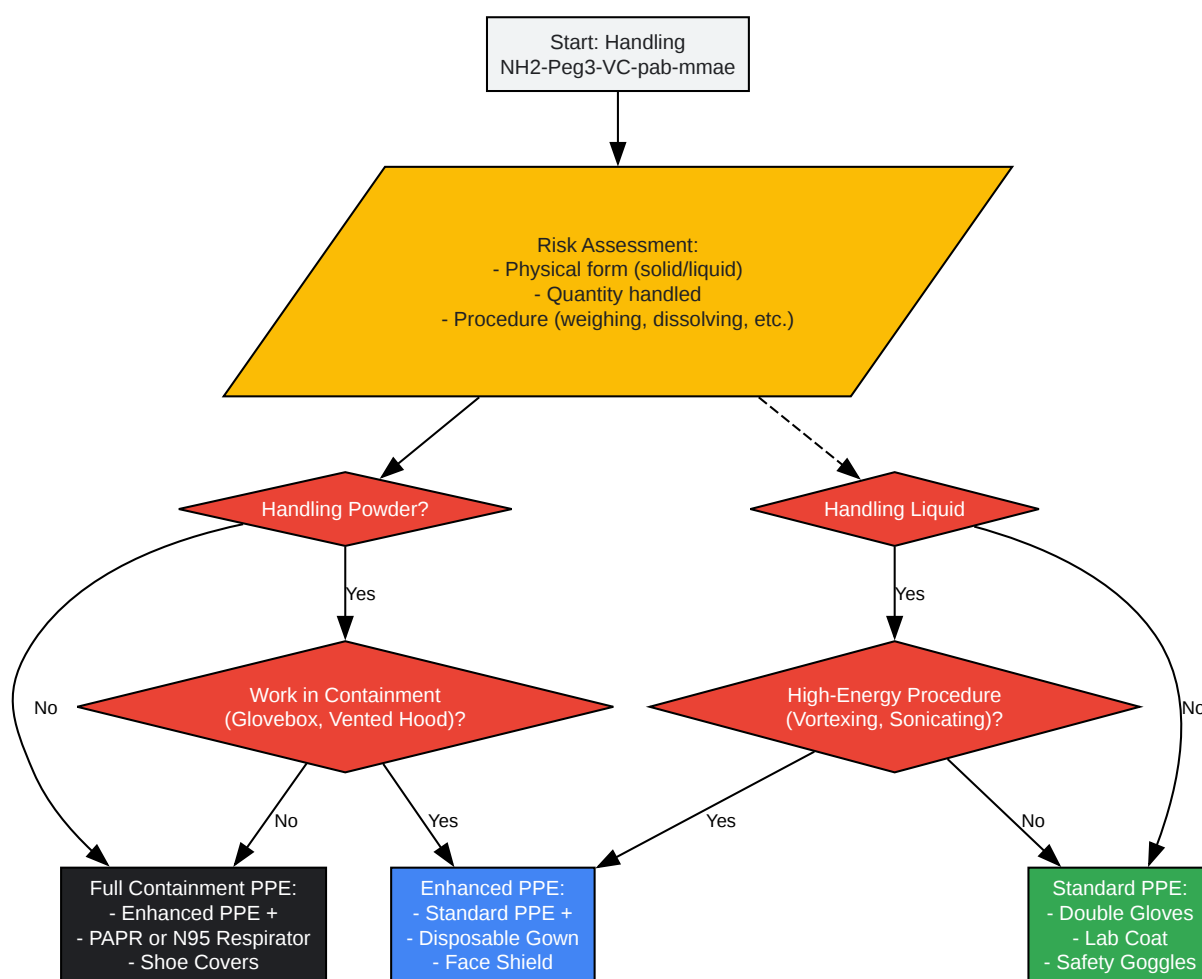 Start: Handling
NH2-Peg3-VC-pab-mmae
Risk Assessment:
- Physical form (solid/liquid)
- Quantity handled
- Procedure (weighing, dissolving, etc.)
Handling Powder?
Handling Liquid
Yes
Yes
Work in Containment
(Glovebox, Vented Hood)?
High-Energy Procedure
(Vortexing, Sonicating)?
No
No
No
Yes
Yes
No
Full Containment PPE:
- Enhanced PPE +
- PAPR or N95 Respirator
- Shoe Covers
Enhanced PPE:
- Standard PPE +
- Disposable Gown
- Face Shield
Standard PPE:
- Double Gloves
- Lab Coat
- Safety Goggles